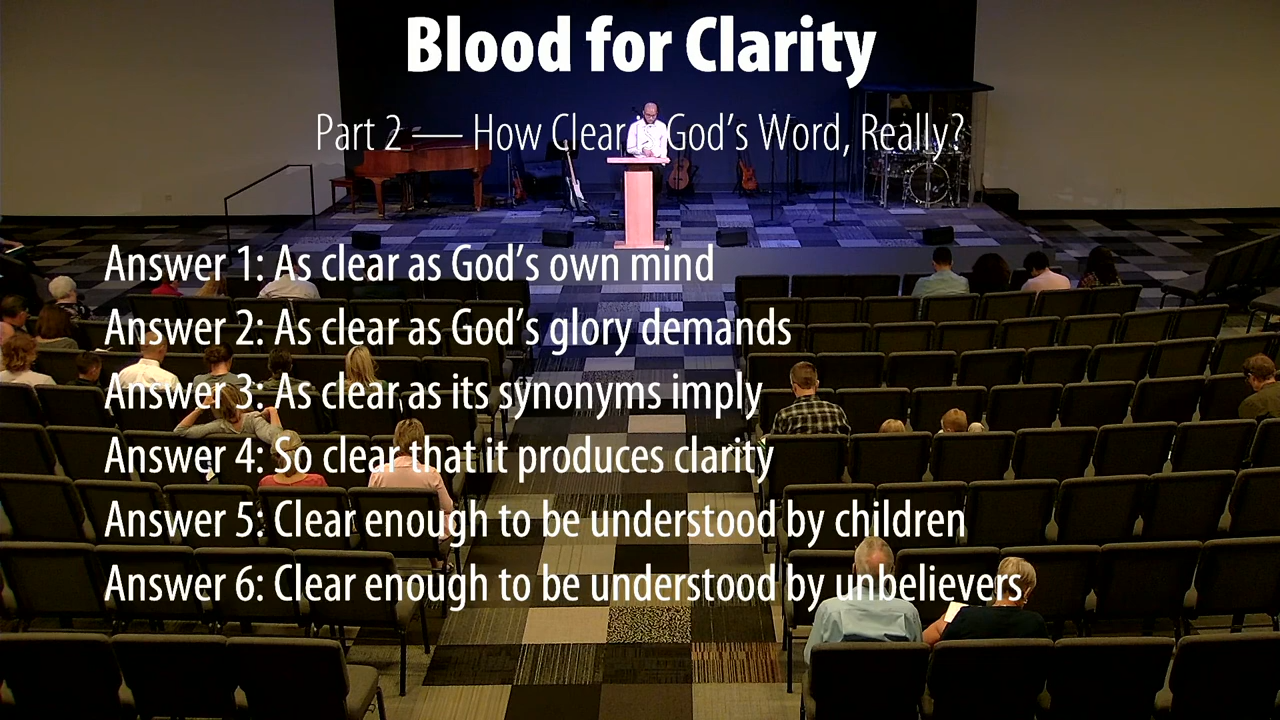 Blood for Clarity
Part 2 — How Clear is God's Word, Really?
Answer 1: As clear as God's own mind
Answer 2: As clear as God's glory demands
Answer 3: As clear as its synonyms imply
Answer 4: So clear that it produces clarity
Answer 5: Clear enough to be understood by children
Answer 6: Clear enough to be understood by unbelievers